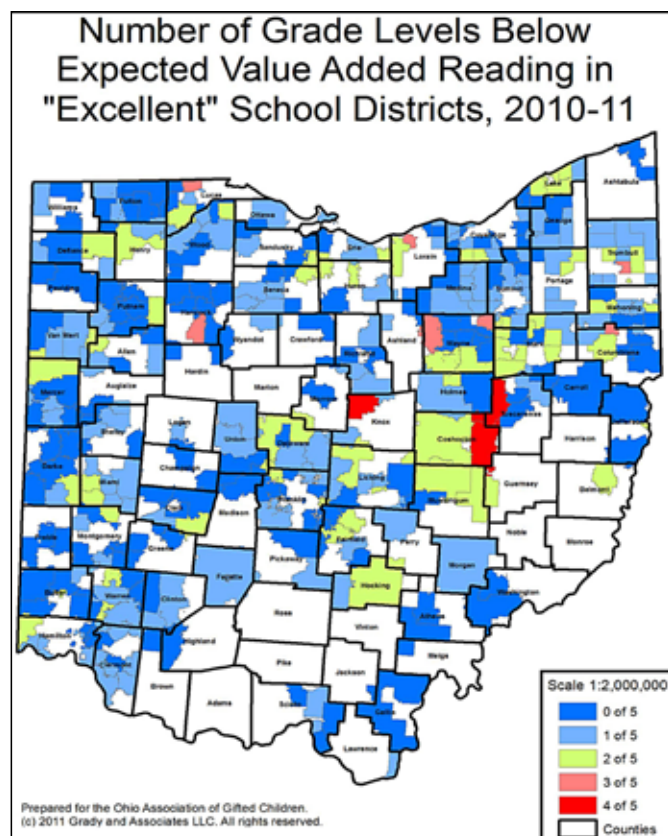 Number of Grade Levels Below
Expected Value Added Reading in
"Excellent" School Districts, 2010-11
Williams
Fulton
Lucas
Ottawa
Lake
Ashtabula
Geauga
Cuyahoga
Defiance
Henry
Wood
Sandusky
Erie
Lorain
Trumbull
Paulding
Putnam
Seneca
Huron
Medina
Summit
Portage
Mahoning
Van Wert
Allen
Wyandot
Crawford
Richland
Ashland
Wayne
Stark
Columbiana
Mercer
Auglaize
Hardin
Marion
Morrow
Knox
Holmes
Tuscarawas
Carroll
Jefferson
Harrison
Shelby
Logan
Union
Delaware
Coshocton
Darke
Miami
Champaign
Licking
Guernsey
Belmont
Clark
Madison
Franklin
Muskingum
Noble
Monroe
Preble
Montgomery
Greene
Pickaway
Fairfield
Perry
Morgan
Washington
Butler
Warren
Clinton
Fayette
Hocking
Athens
Hamilton
Clermont
Highland
Ross
Vinton
Meigs
Brown
Adams
Pike
Jackson
Scioto
Gallia
Lawrence
Scale 1:2,000,000
0 of 5
1 of 5
2 of 5
3 of 5
4 of 5
Counties
Prepared for the Ohio Association of Gifted Children.
(c) 2011 Grady and Associates LLC. All rights reserved.